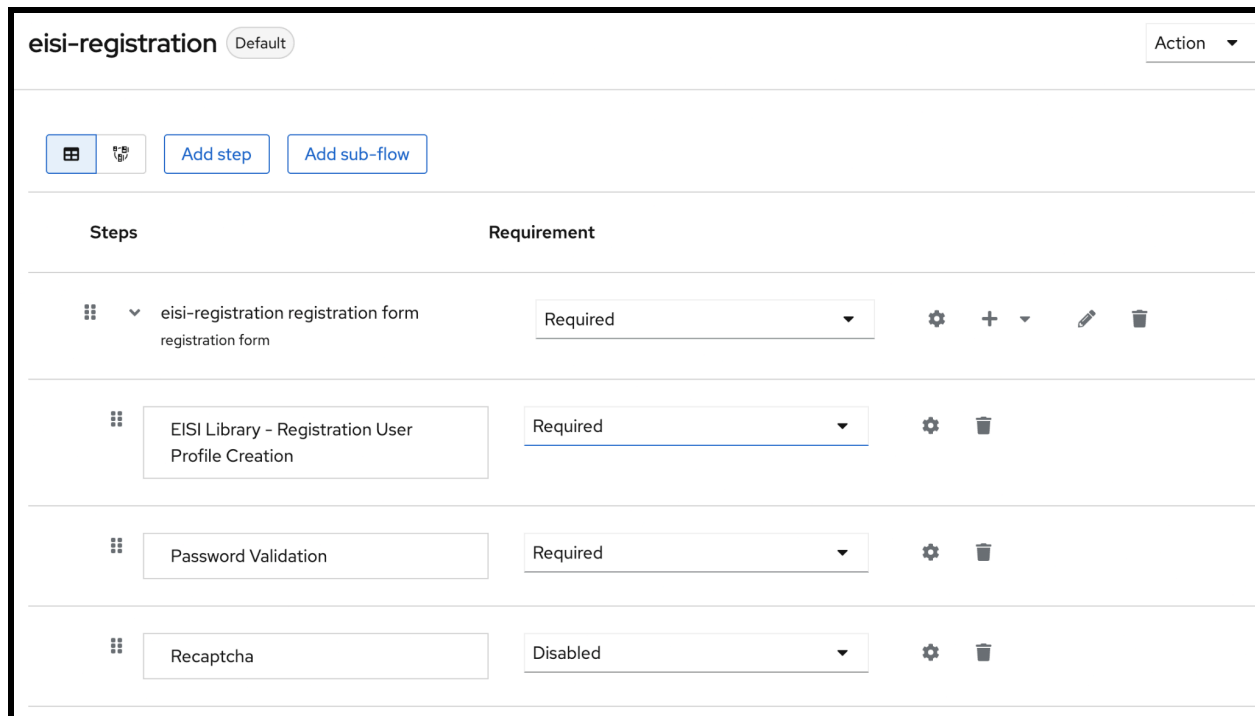 eisi-registration Default Action
Add step Add sub-flow
Steps Requirement
eisi-registration registration form
registration form
Required
EISI Library - Registration User
Profile Creation
Required
Password Validation
Required
Recaptcha
Disabled